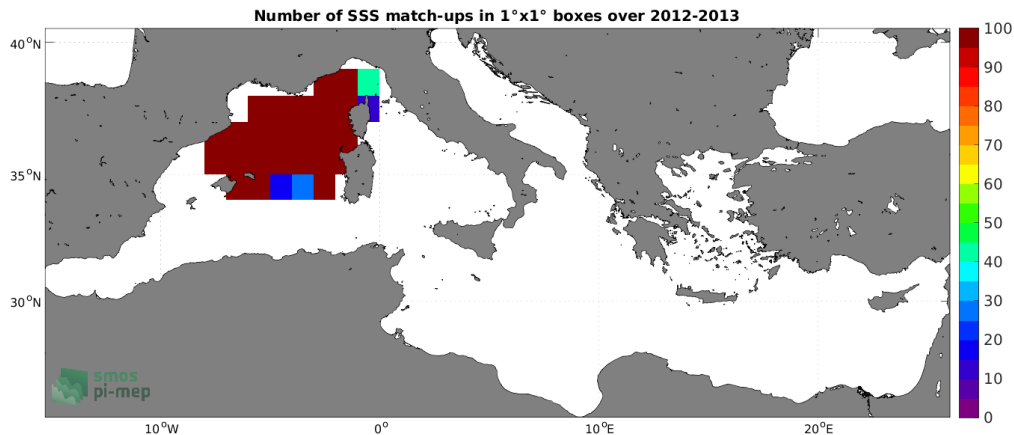 Number of SSS match-ups in 1°x1° boxes over 2012-2013
40°N
35°N
30°N
10°W
0°
10°E
20°E
100
90
80
70
60
50
40
30
20
10
0
smos
pi-mep